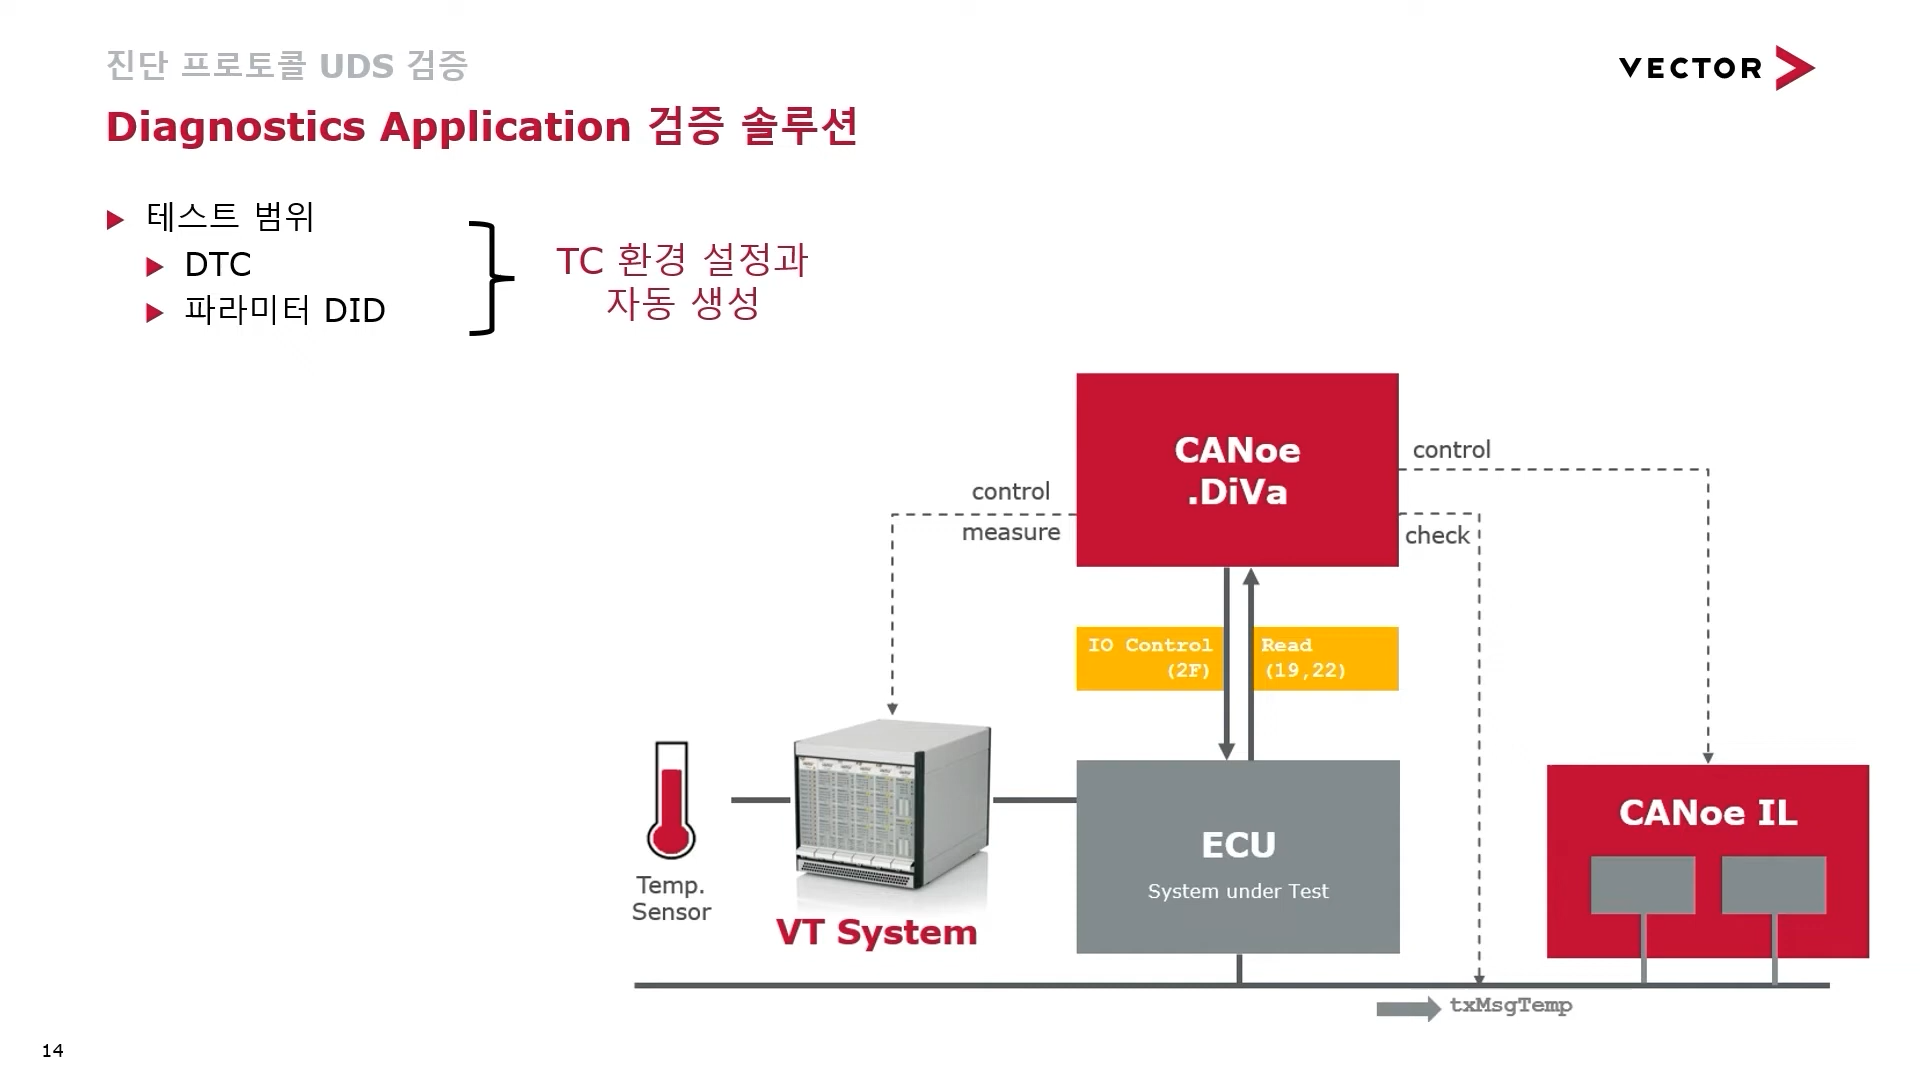 진단 프로토콜 UDS 검증
VECTOR
Diagnostics Application 검증 솔루션
테스트 범위
DTC
파라미터 DID
TC 환경 설정과
자동 생성
CANoe
.DiVa
control
measure
control
check
IO Control
(2F)
Read
(19,22)
Temp.
Sensor
VT System
ECU
System under Test
CANoe IL
txMsgTemp
14